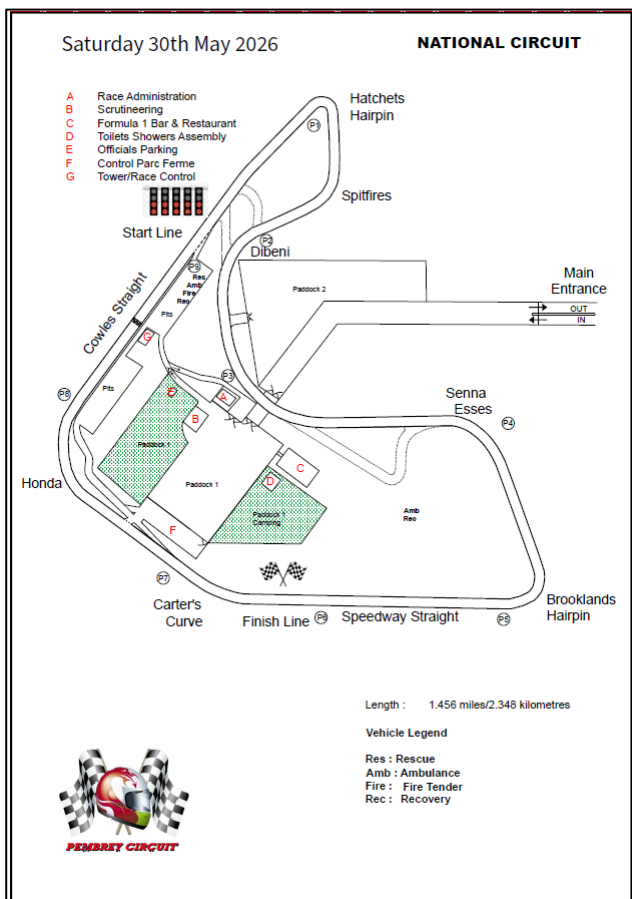 Saturday 30th May 2026
NATIONAL CIRCUIT
A Race Administration
B Scrutineering
C Formula 1 Bar & Restaurant
D Toilets Showers Assembly
E Officials Parking
F Control Parc Ferme
G Tower/Race Control
Hatchets
Hairpin
P1
Spitfires
Start Line
P2
Dibeni
P9
Res
Amb
Fire
Rec
Paddock 2
Main
Entrance
OUT
IN
Cowles Straight
Pits
G
P3
P8
Pits
E
A
B
Senna
Esses
P4
Paddock 1
C
Honda
Paddock 1
D
Paddock 1
Camping
Amb
Rec
F
P7
Carter's
Curve
Finish Line
P6
Speedway Straight
P5
Brooklands
Hairpin
Length : 1.456 miles/2.348 kilometres
Vehicle Legend
Res : Rescue
Amb : Ambulance
Fire : Fire Tender
Rec : Recovery
PEMBREY CIRCUIT